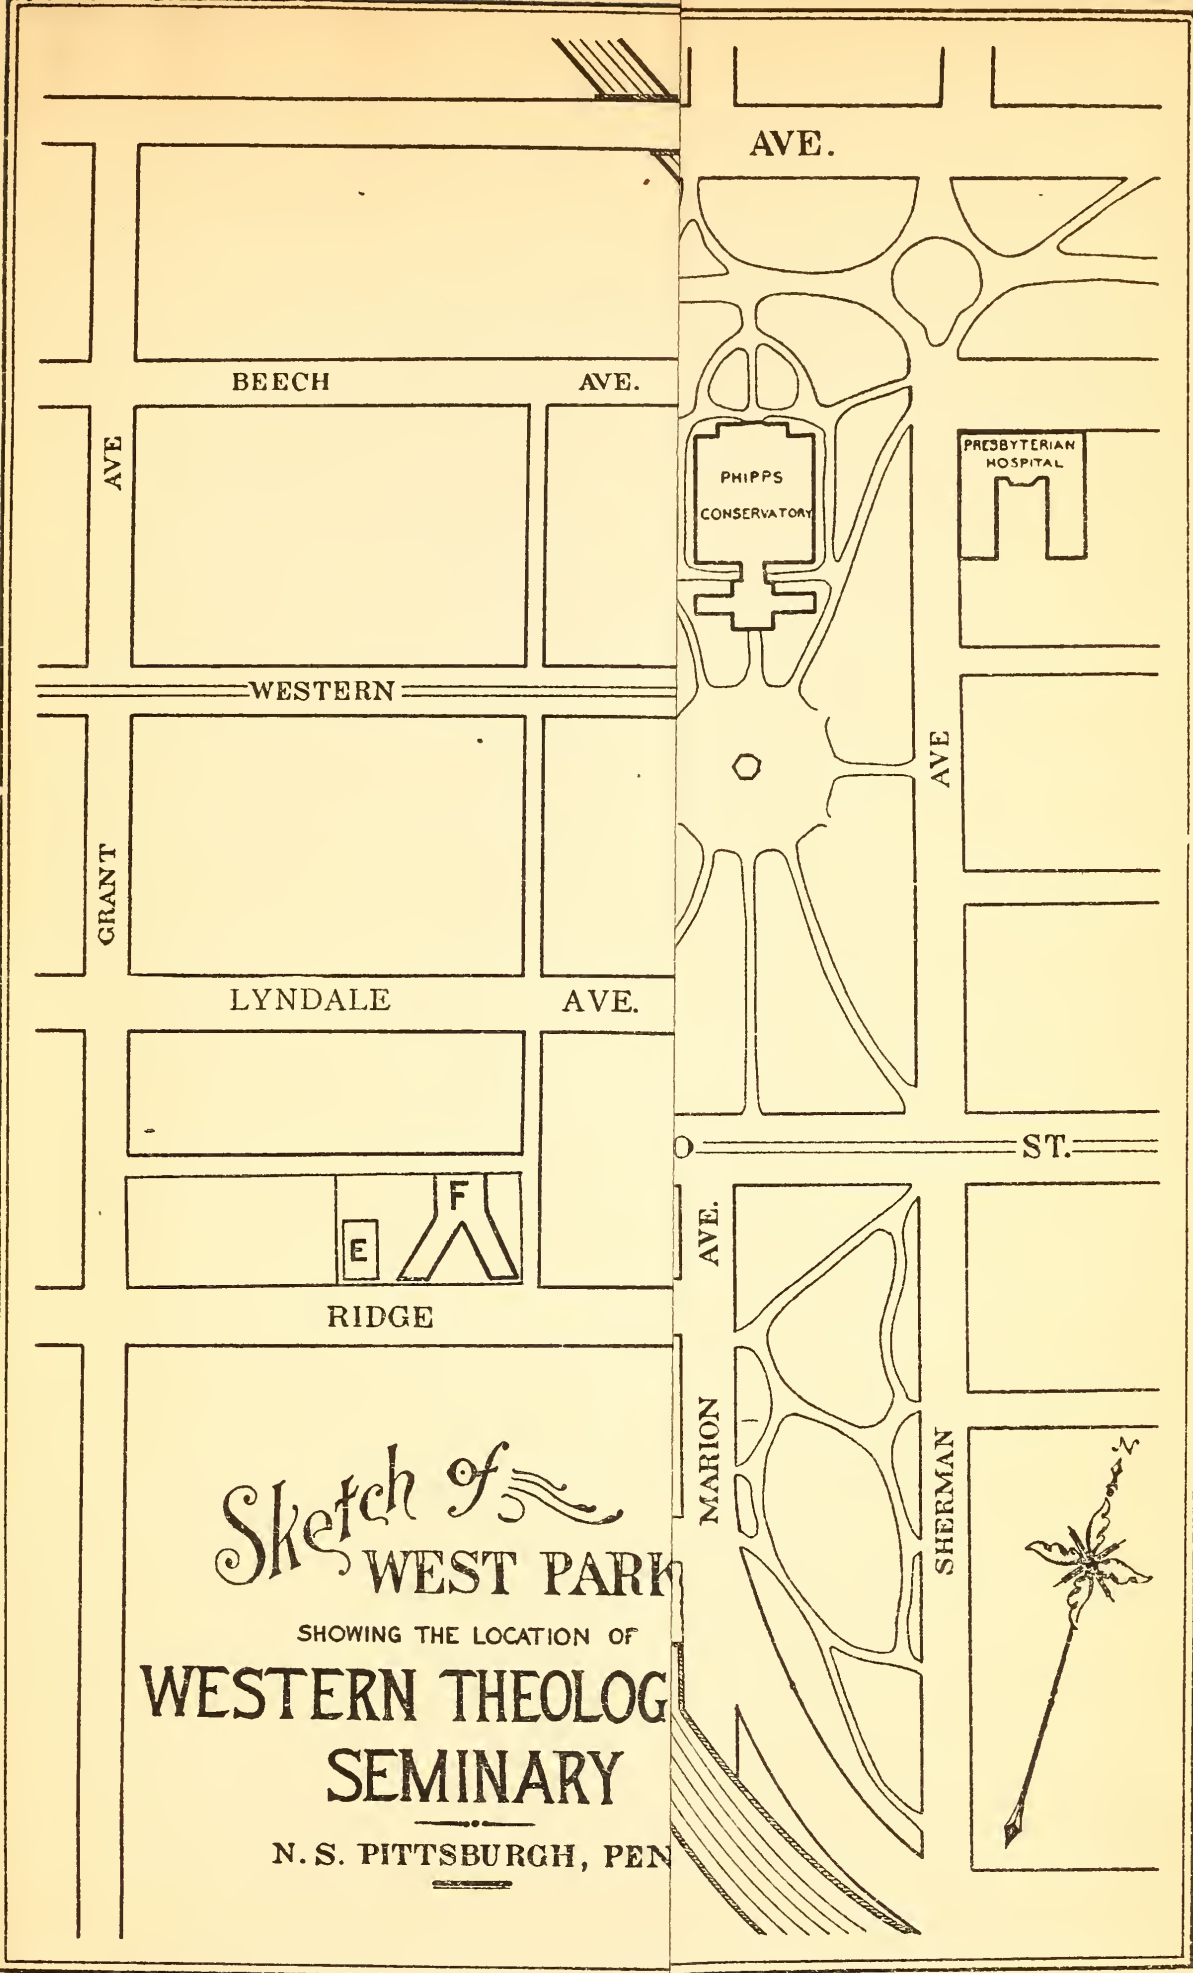 AVE.
BEECH AVE.
AVE
PRESBYTERIAN
HOSPITAL
PHIPPS
CONSERVATORY
WESTERN
AVE
GRANT
LYNDALE AVE.
O ST.
F
E
AVE.
RIDGE
MARION
SHERMAN
N
Sketch of
WEST PARK
SHOWING THE LOCATION OF
WESTERN THEOLOG
SEMINARY
N. S. PITTSBURGH, PEN